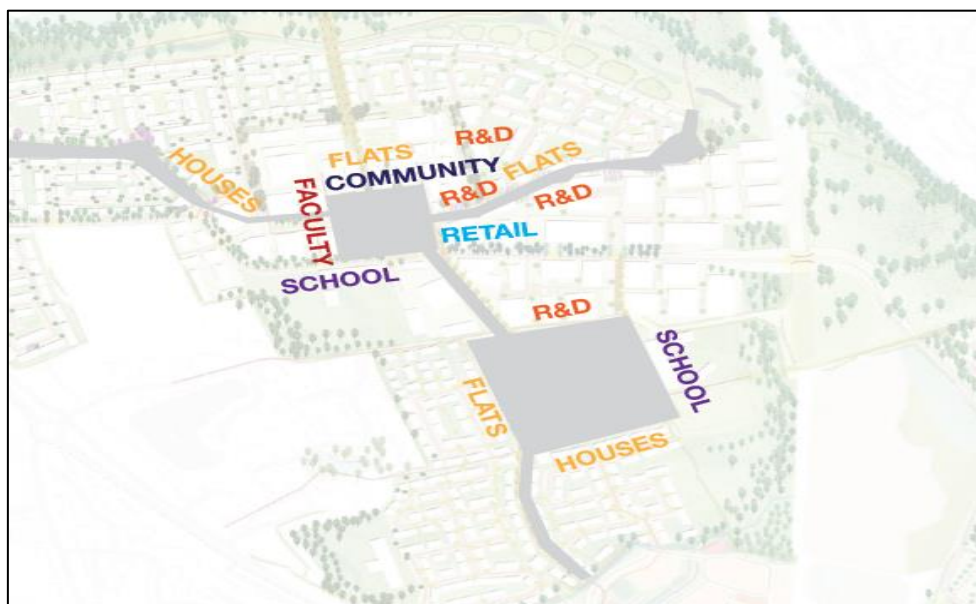 R&D
FLATS
FLATS
HOUSES
COMMUNITY
FACULTY
R&D
R&D
RETAIL
SCHOOL
R&D
SCHOOL
FLATS
HOUSES